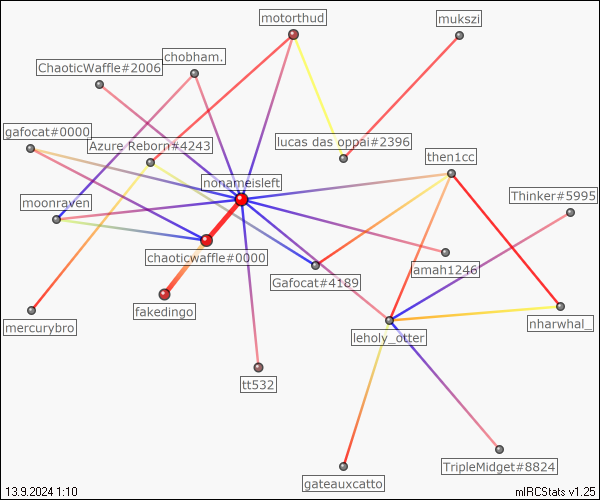 motorthud
mukszi
chobham.
ChaoticWaffle#2006
gafocat#0000
Azure Reborn#4243
lucas das oppai#2396
then1cc
nonameisleft
Thinker#5995
moonraven
chaoticwaffle#0000
amah1246
Gafocat#4189
fakedingo
mercurybro
nharwhal_
leholy_otter
tt532
TripleMidget#8824
gateauxcatto
13.9.2024 1:10
mIRCStats v1.25